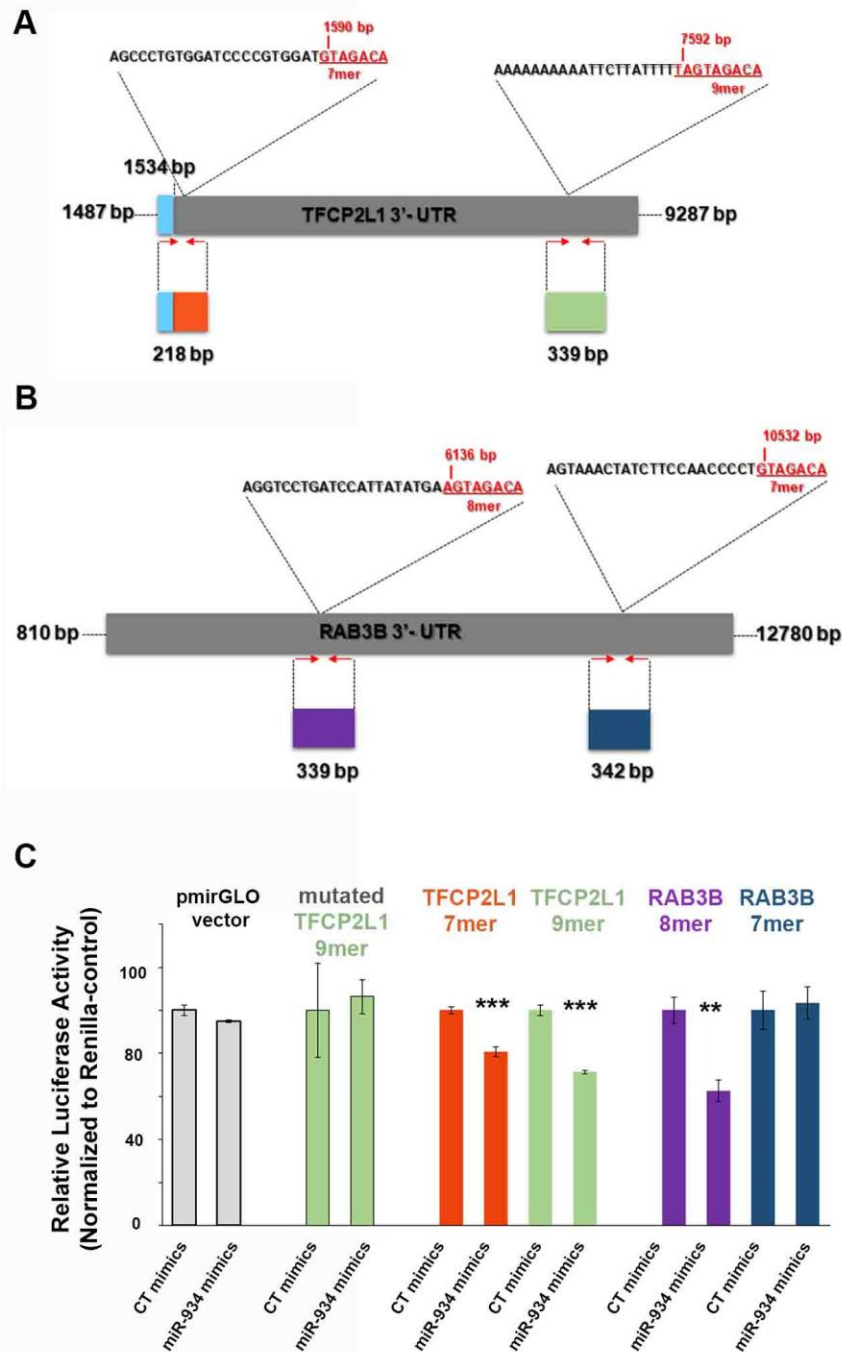 A
1590 bp
7592 bp
AGCCCTGTGGATCCCCGTGGATGTAGACA
7mer
AAAAAAAAAATTCTTATTTTTAGTAGACA
9mer
1534 bp
1487 bp
TFCP2L1 3'- UTR
9287 bp
218 bp
339 bp
B
6136 bp
10532 bp
AGGTCCTGATCCATTATATGAAGTAGACA
8mer
AGTAAACTATCTTCCAACCCCTGTAGACA
7mer
810 bp
RAB3B 3'- UTR
12780 bp
339 bp
342 bp
C
pmirGLO
vector
mutated
TFCP2L1
9mer
TFCP2L1
7mer
TFCP2L1
9mer
RAB3B
8mer
RAB3B
7mer
Relative Luciferase Activity
(Normalized to Renilla-control)
100
80
40
0
***
***
**
CT mimics
miR-934 mimics
CT mimics
miR-934 mimics
CT mimics
miR-934 mimics
CT mimics
miR-934 mimics
CT mimics
miR-934 mimics
CT mimics
miR-934 mimics